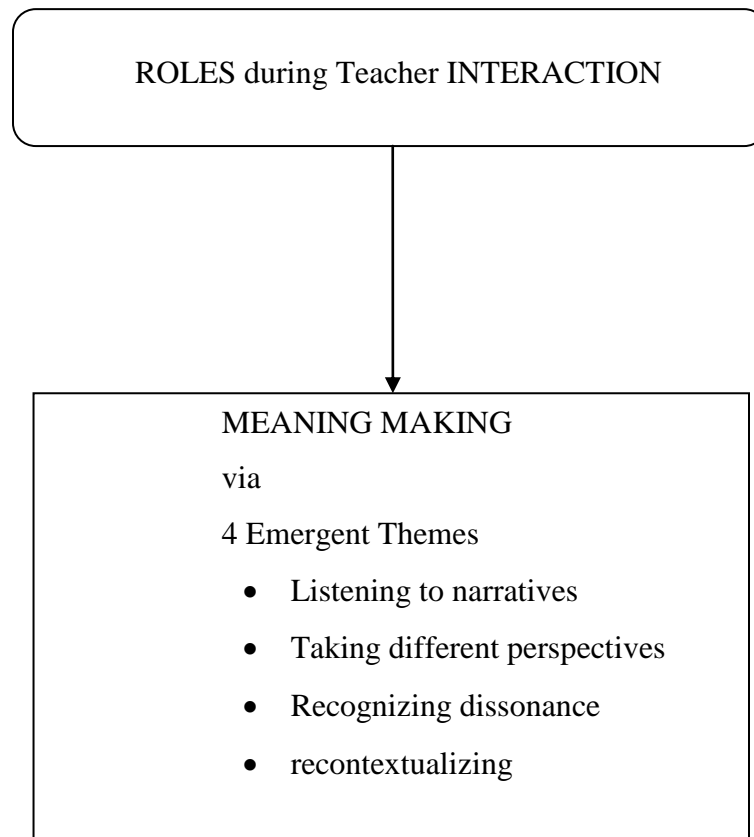 ROLES during Teacher INTERACTION
MEANING MAKING
via
4 Emergent Themes
• Listening to narratives
• Taking different perspectives
• Recognizing dissonance
• recontextualizing